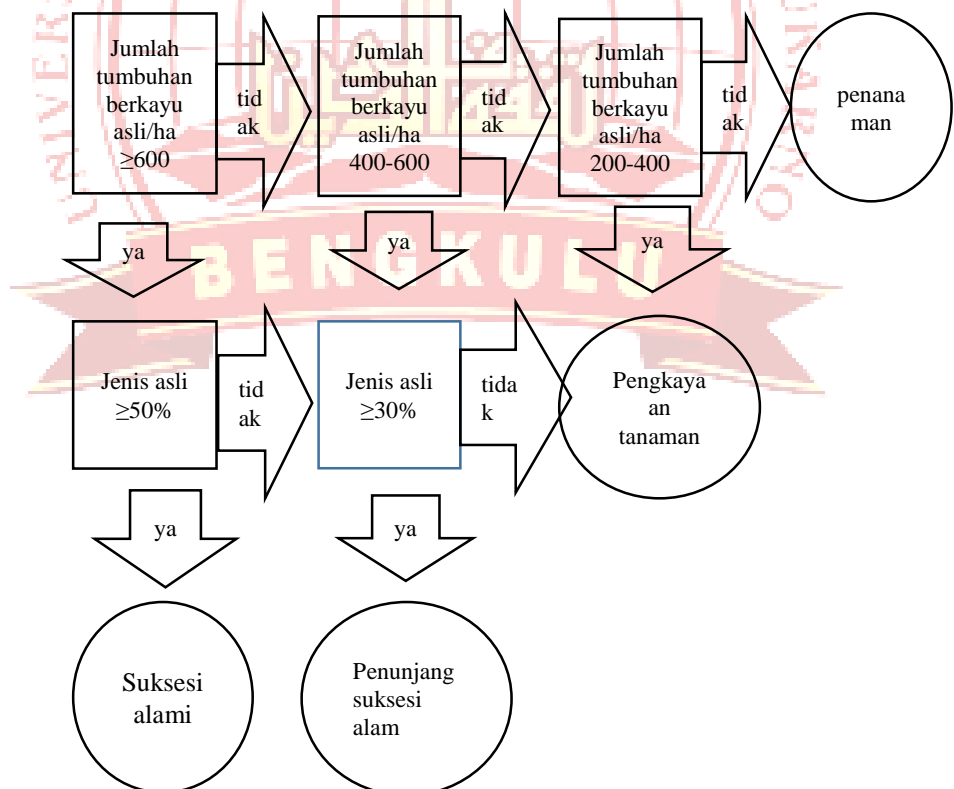 Jumlah
tumbuhan
berkayu
asli/ha
≥600
tid
ak
Jumlah
tumbuhan
berkayu
asli/ha
400-600
tid
ak
Jumlah
tumbuhan
berkayu
asli/ha
200-400
tid
ak
penana
man
ya
ya
ya
BENGKULU
Jenis asli
≥50%
tid
ak
Jenis asli
≥30%
tida
k
Pengkaya
an
tanaman
ya
ya
Suksesi
alami
Penunjang
suksesi
alam